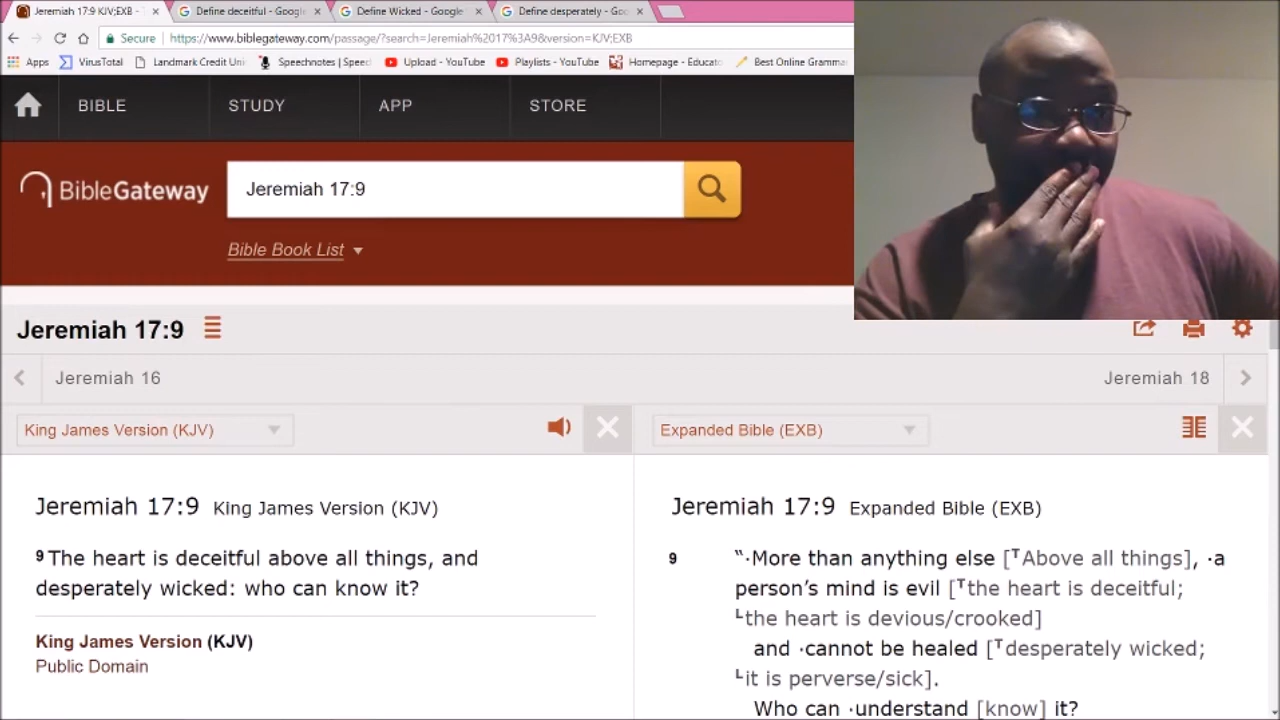 Jeremiah 17:9 KJV;EXB - Define deceitful - Google Define Wicked - Google Define desperately - Goo
Secure https://www.biblegateway.com/passage/?search=Jeremiah%2017%3A9&version=KJV;EXB
Apps VirusTotal Landmark Credit Uni Speechnotes | Speec Upload - YouTube Playlists - YouTube Homepage - Educato Best Online Gramma
BIBLE STUDY APP STORE
BibleGateway Jeremiah 17:9
Bible Book List
Jeremiah 17:9
Jeremiah 16 Jeremiah 18
King James Version (KJV) Expanded Bible (EXB)
Jeremiah 17:9 King James Version (KJV)
9 The heart is deceitful above all things, and
desperately wicked: who can know it?
King James Version (KJV)
Public Domain
Jeremiah 17:9 Expanded Bible (EXB)
9 “·More than anything else [TAbove all things], ·a
person’s mind is evil [Tthe heart is deceitful;
Lthe heart is devious/crooked]
and ·cannot be healed [Tdesperately wicked;
Lit is perverse/sick].
Who can ·understand [know] it?